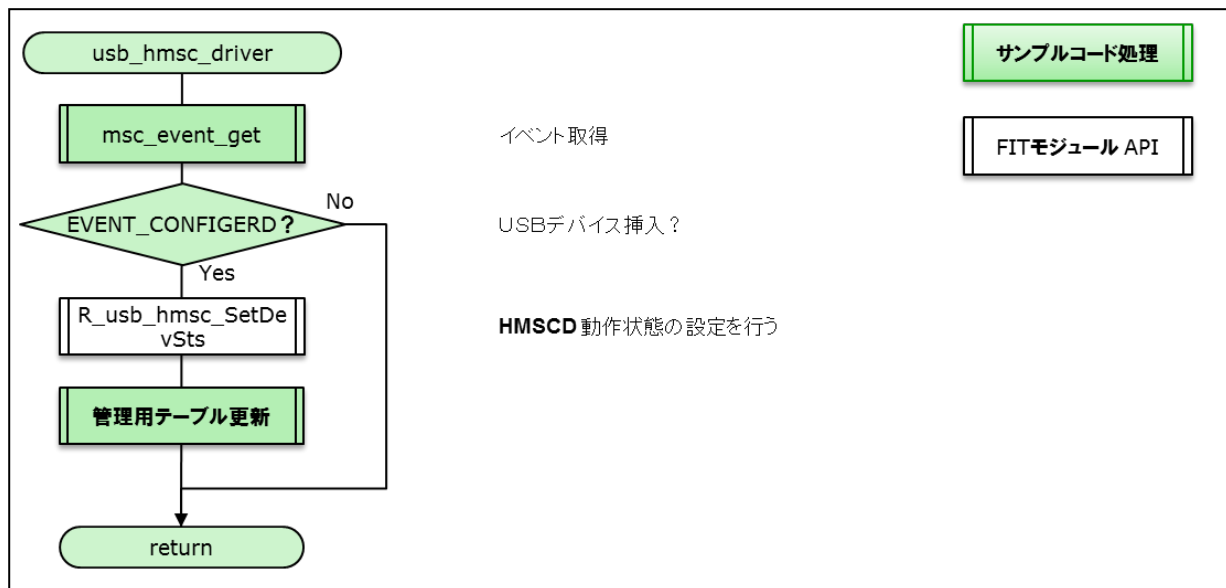 usb_hmsc_driver
サンプルコード処理
msc_event_get
イベント取得
FITモジュール API
No
EVENT_CONFIGERD？
USBデバイス挿入？
Yes
R_usb_hmsc_SetDe
vSts
HMSCD 動作状態の設定を行う
管理用テーブル更新
return